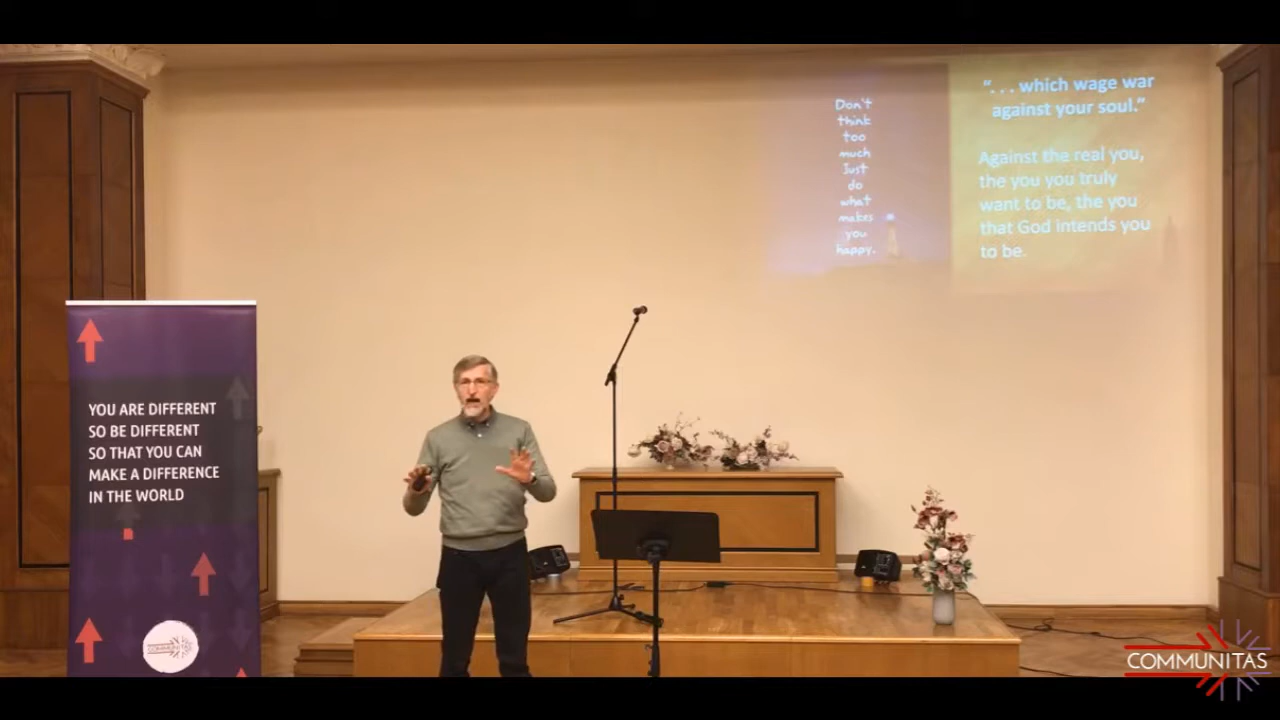 Don't
think
too
much
Just
do
what
makes
you
happy.
“. . . which wage war
against your soul.”
Against the real you,
the you you truly
want to be, the you
that God intends you
to be.
YOU ARE DIFFERENT
SO BE DIFFERENT
SO THAT YOU CAN
MAKE A DIFFERENCE
IN THE WORLD
COMMUNITAS
COMMUNITAS